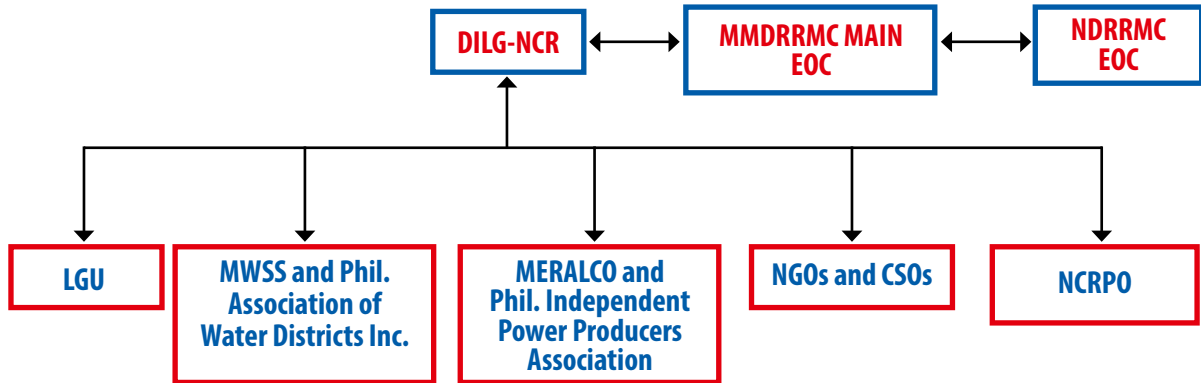 DILG-NCR
MMDRRMC MAIN
EOC
NDRRMC
EOC
LGU
MWSS and Phil.
Association of
Water Districts Inc.
MERALCO and
Phil. Independent
Power Producers
Association
NGOs and CSOs
NCRPO